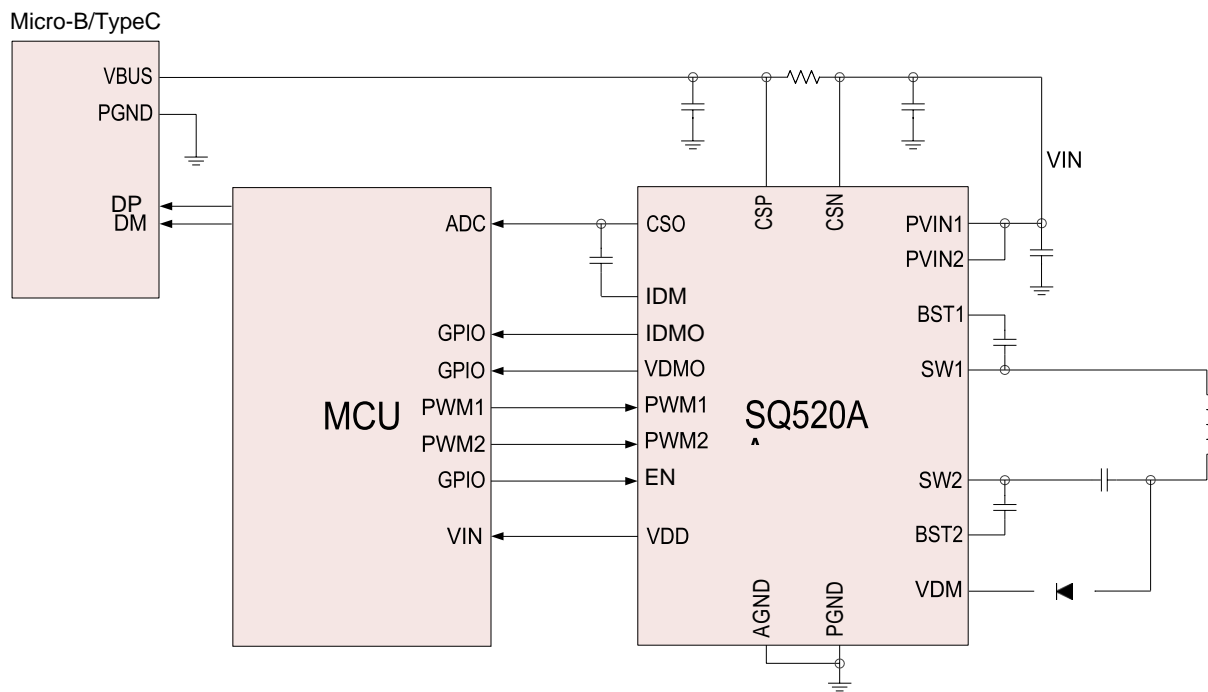 Micro-B/TypeC
VBUS
PGND
DP
DM
VIN
CSP
CSN
ADC
CSO
PVIN1
PVIN2
IDM
BST1
GPIO
IDMO
GPIO
VDMO
SW1
PWM1
PWM1
MCU
SQ520A
PWM2
PWM2
GPIO
EN
SW2
VIN
VDD
BST2
VDM
AGND
PGND